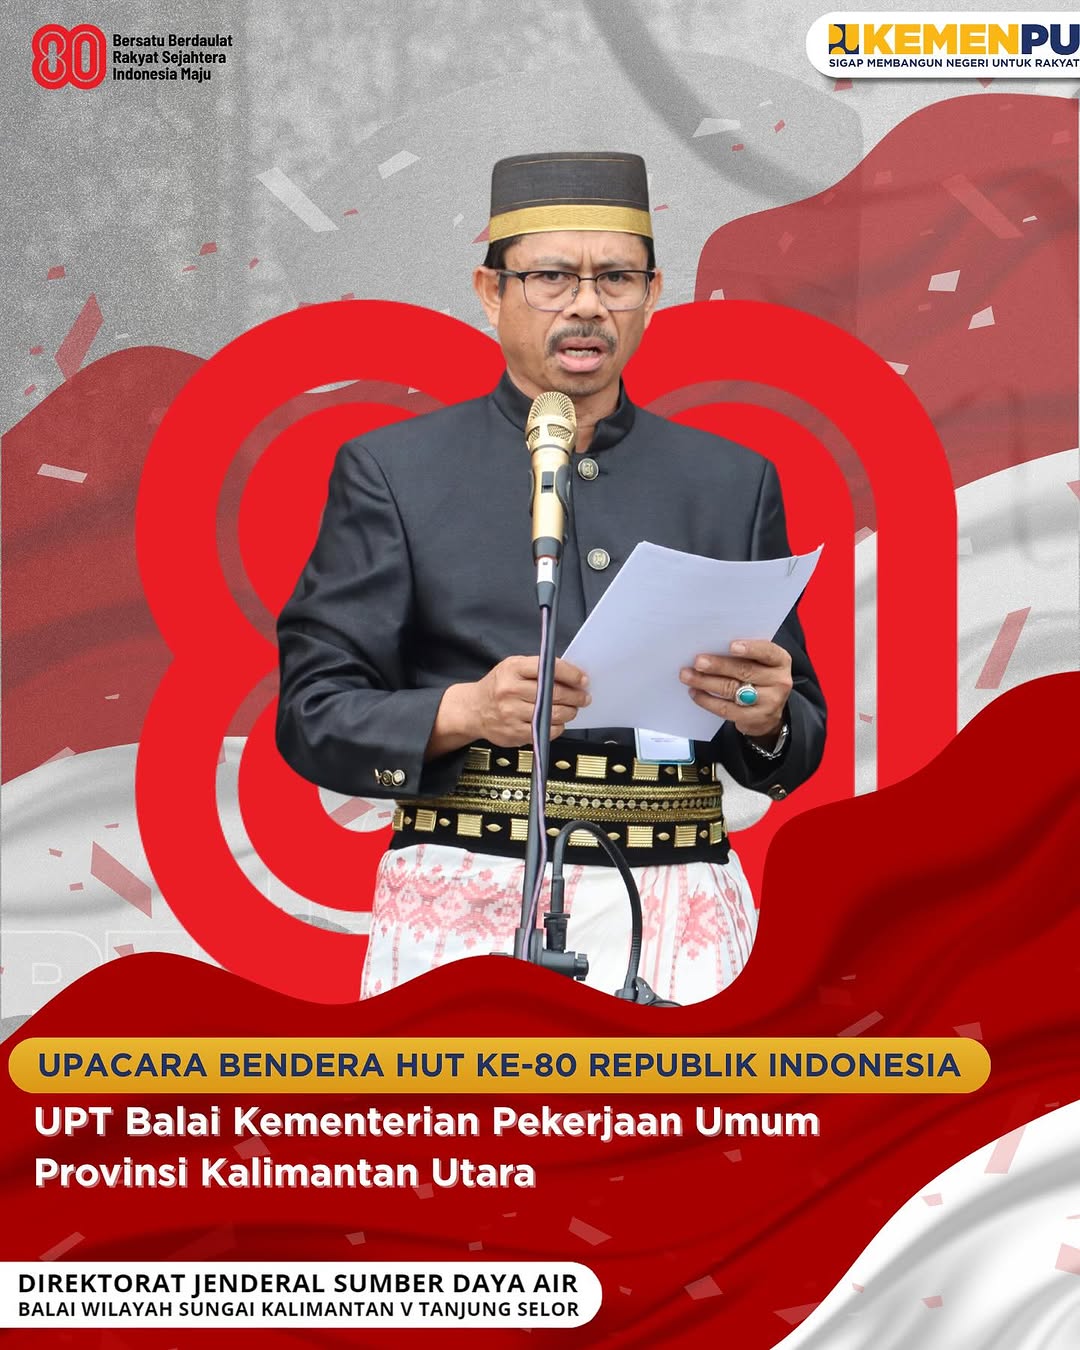 80
Bersatu Berdaulat
Rakyat Sejahtera
Indonesia Maju
KEMENPU
SIGAP MEMBANGUN NEGERI UNTUK RAKYAT
80
UPACARA BENDERA HUT KE-80 REPUBLIK INDONESIA
UPT Balai Kementerian Pekerjaan Umum
Provinsi Kalimantan Utara
DIREKTORAT JENDERAL SUMBER DAYA AIR
BALAI WILAYAH SUNGAI KALIMANTAN V TANJUNG SELOR